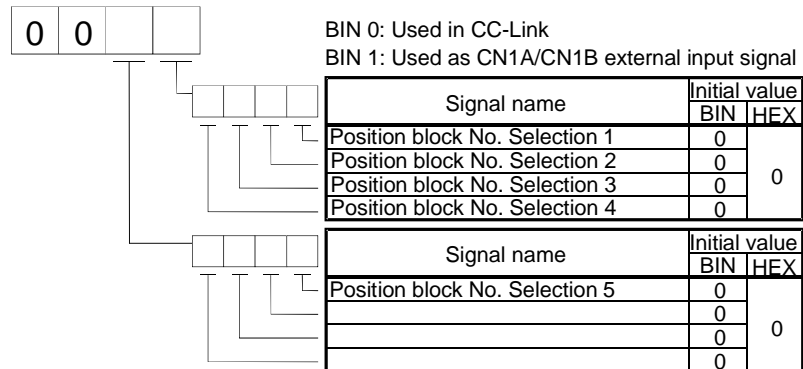 0 0
BIN 0: Used in CC-Link
BIN 1: Used as CN1A/CN1B external input signal
Signal name Initial value
BIN HEX
Position block No. Selection 1 0
Position block No. Selection 2 0
Position block No. Selection 3 0
Position block No. Selection 4 0
0
Signal name Initial value
BIN HEX
Position block No. Selection 5 0
0
0
0
0